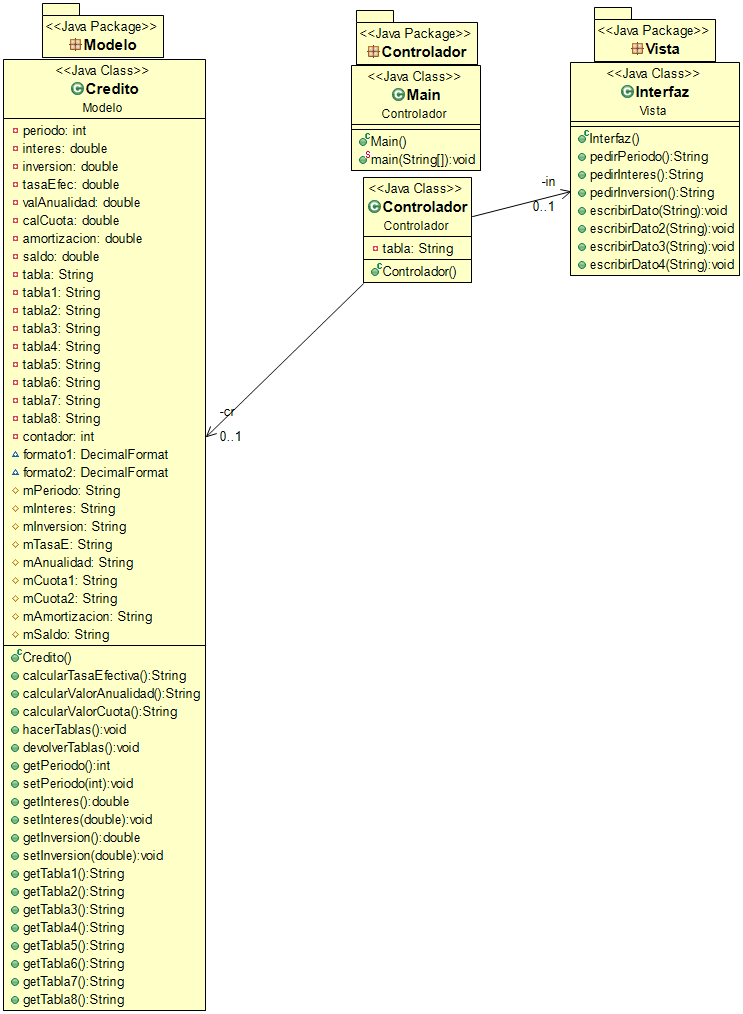 <<Java Package>>
Modelo
<<Java Class>>
Credito
Modelo
periodo: int
interes: double
inversion: double
tasaEfec: double
valAnualidad: double
calCuota: double
amortizacion: double
saldo: double
tabla: String
tabla1: String
tabla2: String
tabla3: String
tabla4: String
tabla5: String
tabla6: String
tabla7: String
tabla8: String
contador: int
formato1: DecimalFormat
formato2: DecimalFormat
mPeriodo: String
mInteres: String
mInversion: String
mTasaE: String
mAnualidad: String
mCuota1: String
mCuota2: String
mAmortizacion: String
mSaldo: String
Credito()
calcularTasaEfectiva():String
calcularValorAnualidad():String
calcularValorCuota():String
hacerTablas():void
devolverTablas():void
getPeriodo():int
setPeriodo(int):void
getInteres():double
setInteres(double):void
getInversion():double
setInversion(double):void
getTabla1():String
getTabla2():String
getTabla3():String
getTabla4():String
getTabla5():String
getTabla6():String
getTabla7():String
getTabla8():String
<<Java Package>>
Controlador
<<Java Class>>
Main
Controlador
Main()
main(String[]):void
<<Java Class>>
Controlador
Controlador
tabla: String
Controlador()
-cr
0..1
-in
0..1
<<Java Package>>
Vista
<<Java Class>>
Interfaz
Vista
Interfaz()
pedirPeriodo():String
pedirInteres():String
pedirInversion():String
escribirDato(String):void
escribirDato2(String):void
escribirDato3(String):void
escribirDato4(String):void